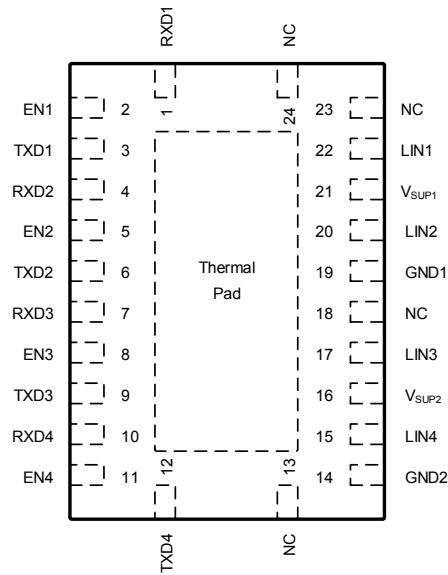 RXD1 NC
1 24
EN1 2 23 NC
TXD1 3 22 LIN1
RXD2 4 21 VSUP1
EN2 5 20 LIN2
TXD2 6 19 GND1
Thermal
Pad
RXD3 7 18 NC
EN3 8 17 LIN3
TXD3 9 16 VSUP2
RXD4 10 15 LIN4
EN4 11 14 GND2
12 13
TXD4 NC